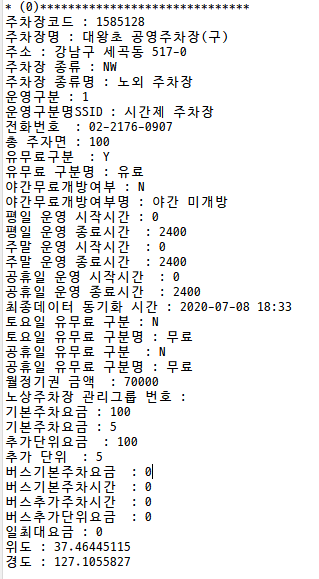 * (0)******************************
주차장코드 : 1585128
주차장명 : 대왕초 공영주차장(구)
주소 : 강남구 세곡동 517-0
주차장 종류 : NW
주차장 종류명 : 노외 주차장
운영구분 : 1
운영구분명SSID : 시간제 주차장
전화번호  : 02-2176-0907
총 주자면 : 100
유무료구분  : Y
유무료 구분명 : 유료
야간무료개방여부 : N
야간무료개방여부명 : 야간 미개방
평일 운영 시작시간 : 0
평일 운영 종료시간  : 2400
주말 운영 시작시간  : 0
주말 운영 종료시간  : 2400
공휴일 운영 시작시간  : 0
공휴일 운영 종료시간  : 2400
최종데이터 동기화 시간 : 2020-07-08 18:33
토요일 유무료 구분 : N
토요일 유무료 구분명 : 무료
공휴일 유무료 구분  : N
공휴일 유무료 구분명 : 무료
월정기권 금액  : 70000
노상주차장 관리그룹 번호 :
기본주차요금 : 100
기본주차요금 : 5
추가단위요금  : 100
추가 단위  : 5
버스기본주차요금  : 0
버스기본주차시간  : 0
버스추가주차시간  : 0
버스추가단위요금  : 0
일최대요금 : 0
위도 : 37.46445115
경도 : 127.1055827